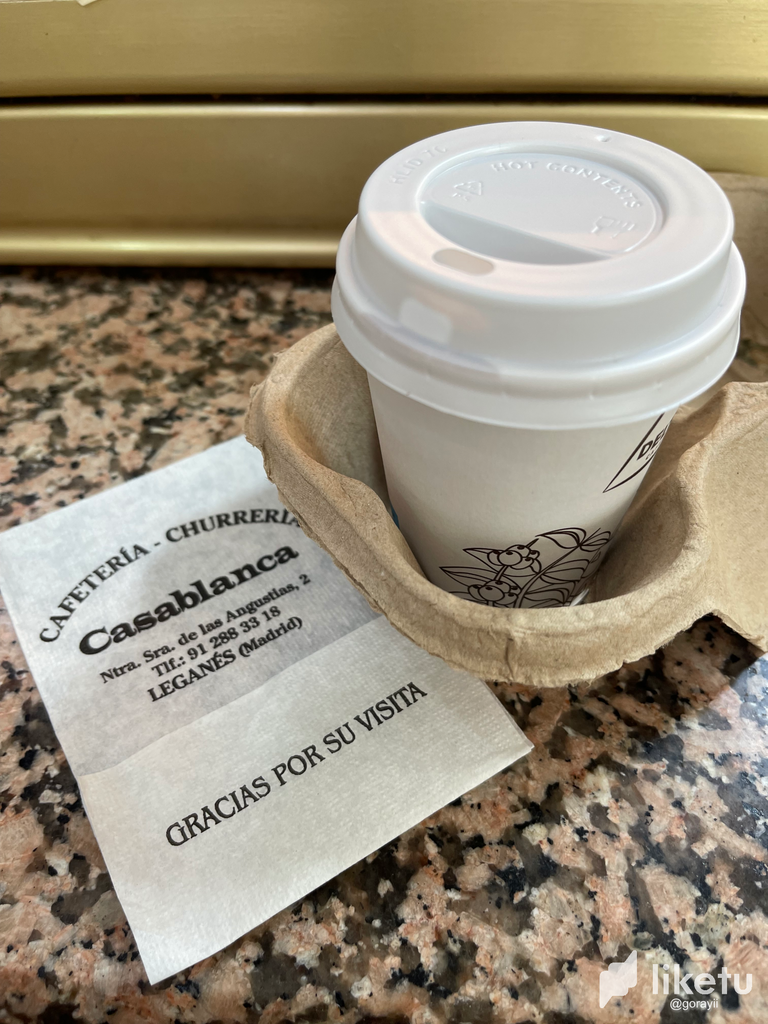 HOT CONTENTS
CAFETERÍA - CHURRERÍA
Casablanca
Ntra. Sra. de las Angustias, 2
Tlf.: 91 288 33 18
LEGANÉS (Madrid)
GRACIAS POR SU VISITA
liketu
@gorayii